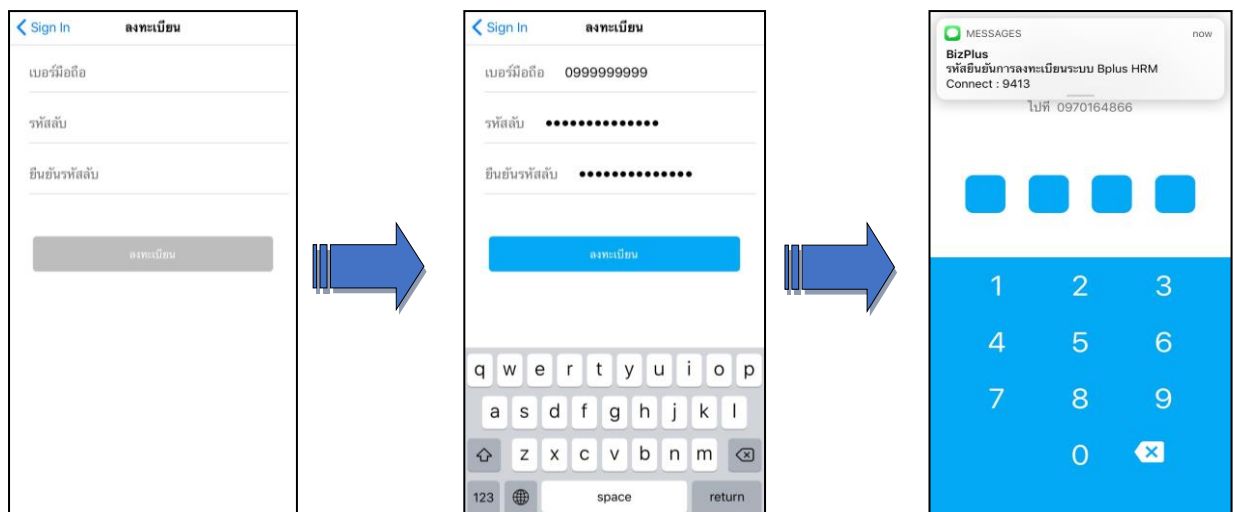 Sign In ลงทะเบียน
เบอร์มือถือ
รหัสลับ
ยืนยันรหัสลับ
ลงทะเบียน
Sign In ลงทะเบียน
เบอร์มือถือ 0999999999
รหัสลับ ••••••••••••••
ยืนยันรหัสลับ ••••••••••••••
ลงทะเบียน
q w e r t y u i o p
a s d f g h j k l
z x c v b n m
123 space return
MESSAGES now
BizPlus
รหัสยืนยันการลงทะเบียนระบบ Bplus HRM
Connect : 9413
ไปที่ 0970164866
1 2 3
4 5 6
7 8 9
0